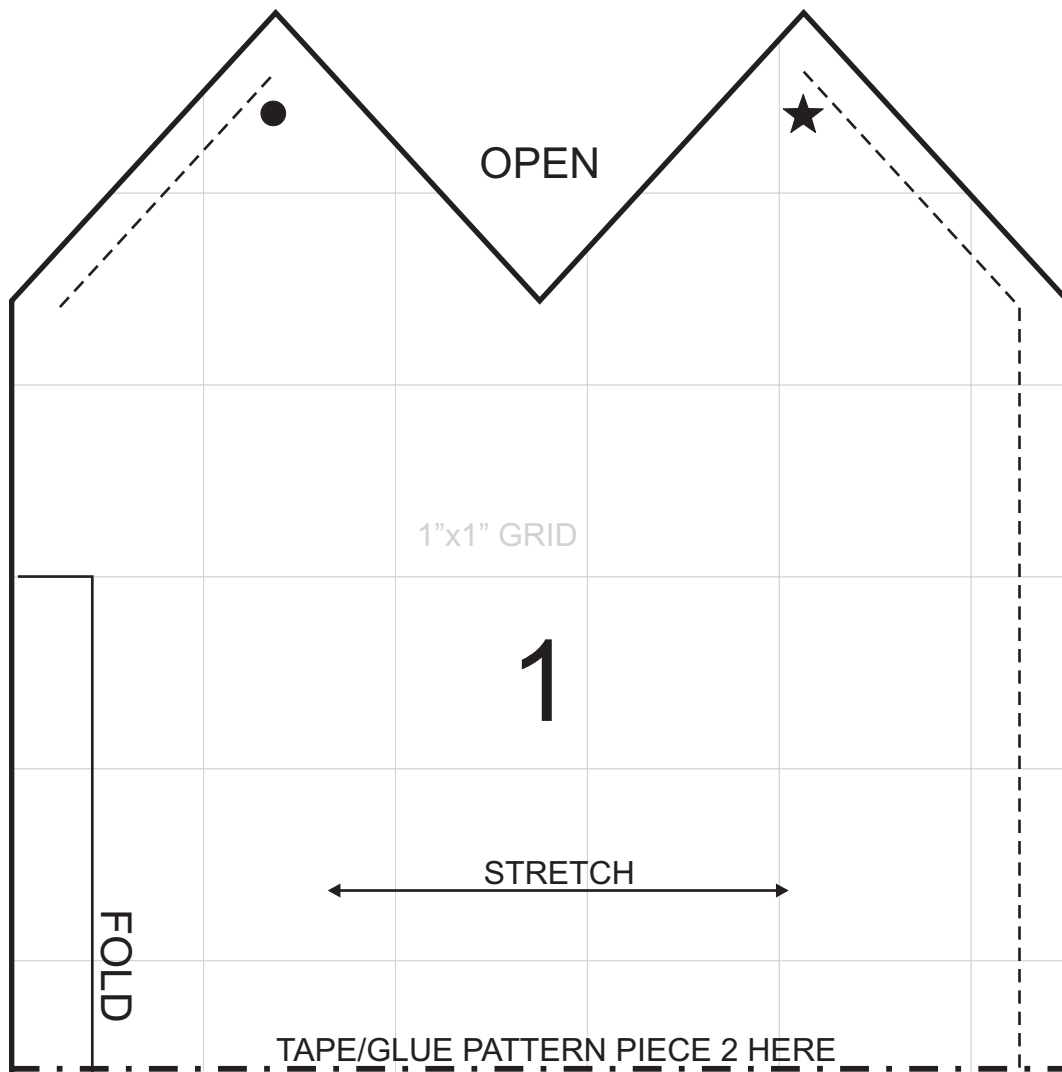 OPEN
1”x1” GRID
1
STRETCH
FOLD
TAPE/GLUE PATTERN PIECE 2 HERE